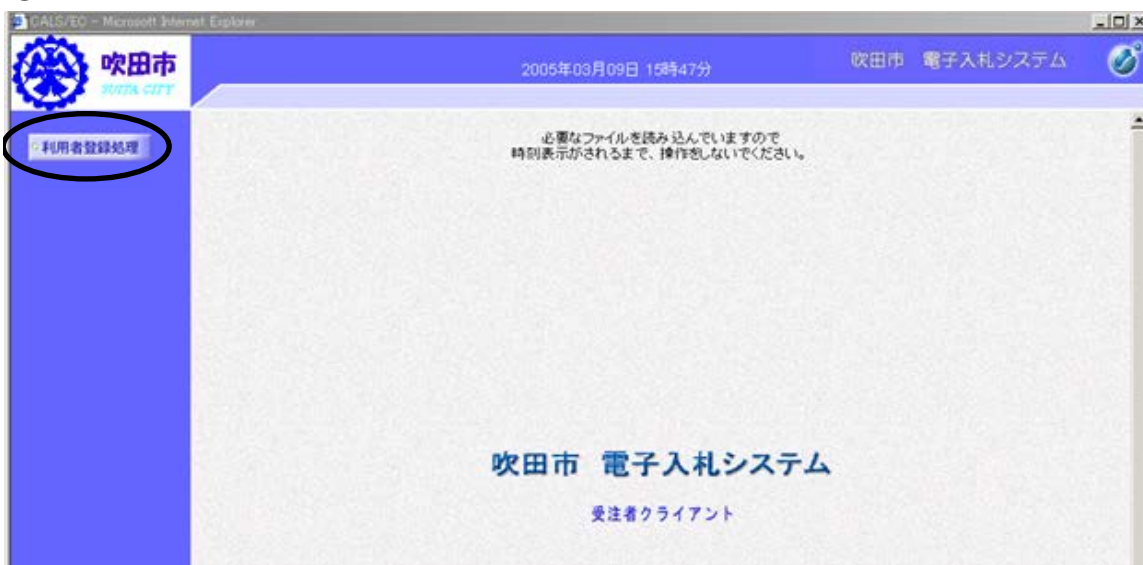 CALS/EC - Microsoft Internet Explorer
吹田市
SUITA CITY
2005年03月09日 15時47分
吹田市 電子入札システム
利用者登録処理
必要なファイルを読み込んでいますので
時刻表示がされるまで、操作をしないでください。
吹田市 電子入札システム
受注者クライアント